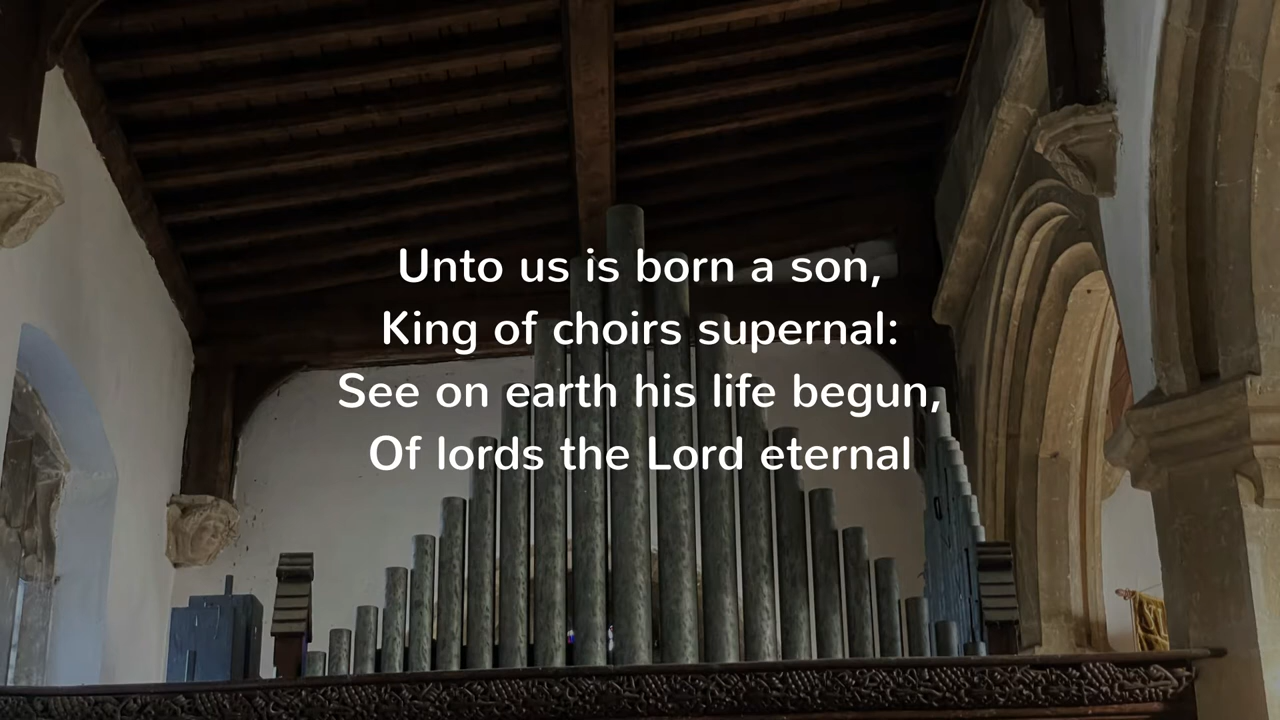 Unto us is born a son,
King of choirs supernal:
See on earth his life begun,
Of lords the Lord eternal